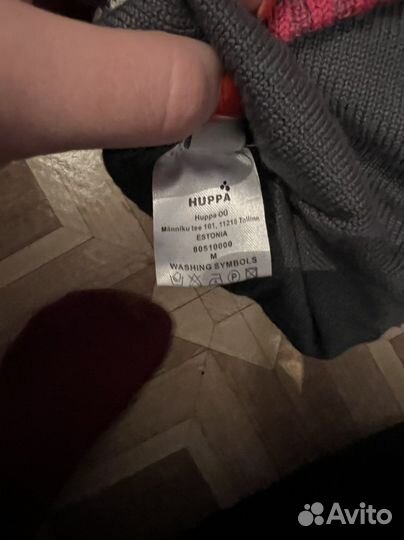 HUPPA
Huppa OÜ
Männiku tee 101, 11216 Tallinn
ESTONIA
80510000
M
WASHING SYMBOLS
Avito